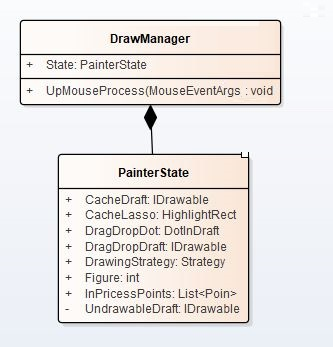 DrawManager
+ State: PainterState
+ UpMouseProcess(MouseEventArgs : void
PainterState
+ CacheDraft: IDrawable
+ CacheLasso: HighlightRect
+ DragDropDot: DotInDraft
+ DragDropDraft: IDrawable
+ DrawingStrategy: Strategy
+ Figure: int
+ InPricessPoints: List<Poin>
- UndrawableDraft: IDrawable